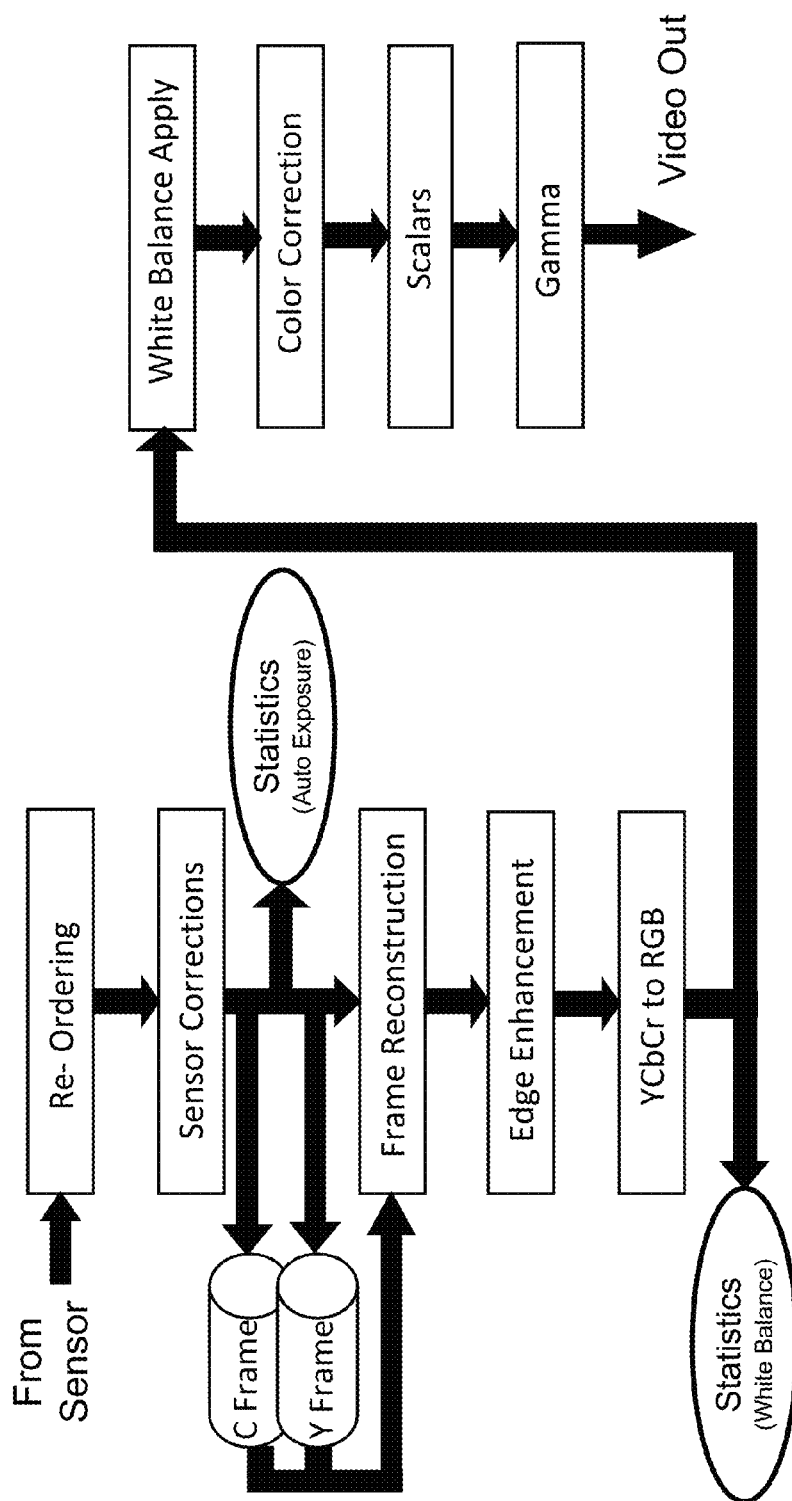 From
Sensor
Re- Ordering
Sensor Corrections
C Frame
Y Frame
Statistics
(Auto Exposure)
Frame Reconstruction
Edge Enhancement
YCbCr to RGB
Statistics
(White Balance)
White Balance Apply
Color Correction
Scalars
Gamma
Video Out